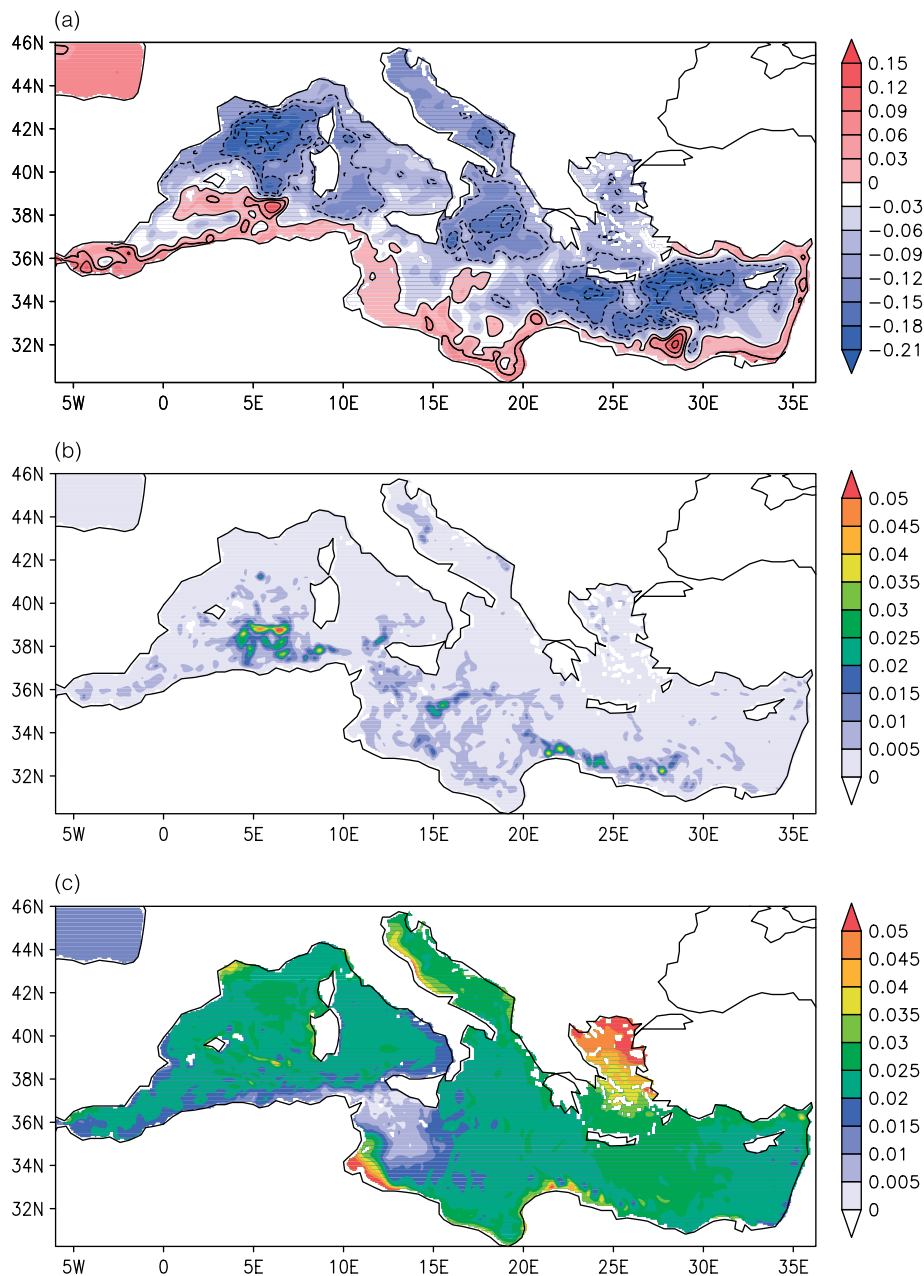 (a)
46N
44N
42N
40N
38N
36N
34N
32N
5W 0 5E 10E 15E 20E 25E 30E 35E
0.15
0.12
0.09
0.06
0.03
0
−0.03
−0.06
−0.09
−0.12
−0.15
−0.18
−0.21
(b)
46N
44N
42N
40N
38N
36N
34N
32N
5W 0 5E 10E 15E 20E 25E 30E 35E
0.05
0.045
0.04
0.035
0.03
0.025
0.02
0.015
0.01
0.005
0
(c)
46N
44N
42N
40N
38N
36N
34N
32N
5W 0 5E 10E 15E 20E 25E 30E 35E
0.05
0.045
0.04
0.035
0.03
0.025
0.02
0.015
0.01
0.005
0